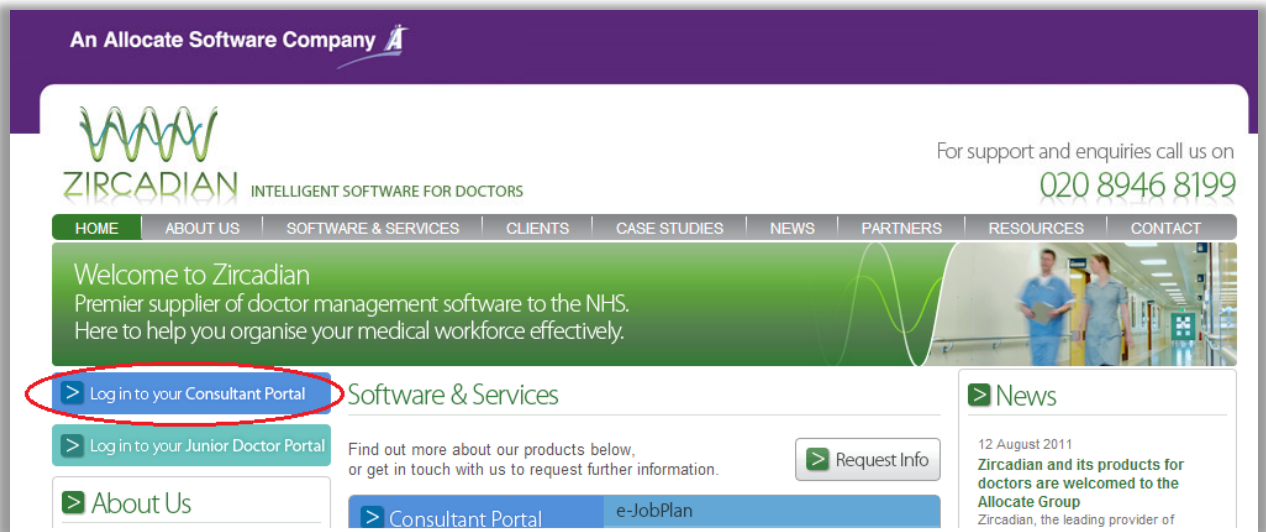 An Allocate Software Company
ZIRCADIAN INTELLIGENT SOFTWARE FOR DOCTORS
For support and enquiries call us on
020 8946 8199
HOME ABOUT US SOFTWARE & SERVICES CLIENTS CASE STUDIES NEWS PARTNERS RESOURCES CONTACT
Welcome to Zircadian
Premier supplier of doctor management software to the NHS.
Here to help you organise your medical workforce effectively.
> Log in to your Consultant Portal
> Log in to your Junior Doctor Portal
> About Us
Software & Services
Find out more about our products below,
or get in touch with us to request further information.
> Request Info
> Consultant Portal
e-JobPlan
> News
12 August 2011
Zircadian and its products for
doctors are welcomed to the
Allocate Group
Zircadian, the leading provider of